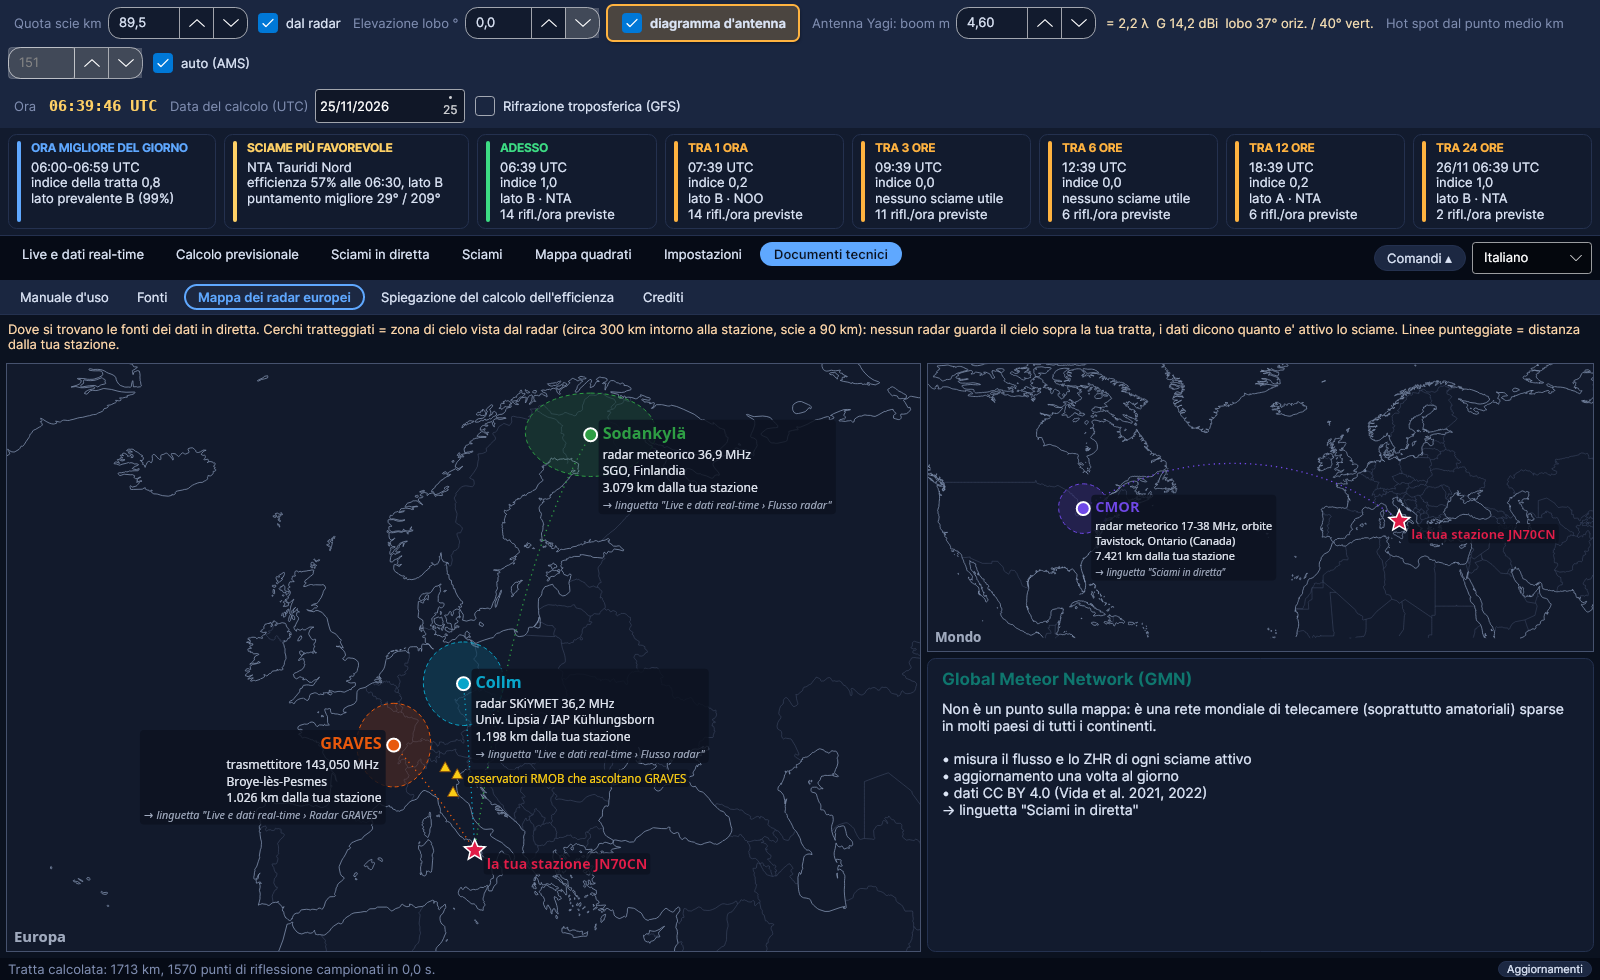 Quota scie km 89,5 dal radar Elevazione lobo ° 0,0 diagramma d'antenna Antenna Yagi: boom m 4,60 = 2,2 λ G 14,2 dBi lobo 37° oriz. / 40° vert. Hot spot dal punto medio km
151 auto (AMS)
Ora 06:39:46 UTC Data del calcolo (UTC) 25/11/2026 25 Rifrazione troposferica (GFS)
ORA MIGLIORE DEL GIORNO
06:00-06:59 UTC
indice della tratta 0,8
lato prevalente B (99%)
SCIAME PIÙ FAVOREVOLE
NTA Tauridi Nord
efficienza 57% alle 06:30, lato B
puntamento migliore 29° / 209°
ADESSO
06:39 UTC
indice 1,0
lato B · NTA
14 rifl./ora previste
TRA 1 ORA
07:39 UTC
indice 0,2
lato B · NOO
14 rifl./ora previste
TRA 3 ORE
09:39 UTC
indice 0,0
nessuno sciame utile
11 rifl./ora previste
TRA 6 ORE
12:39 UTC
indice 0,0
nessuno sciame utile
6 rifl./ora previste
TRA 12 ORE
18:39 UTC
indice 0,2
lato A · NTA
6 rifl./ora previste
TRA 24 ORE
26/11 06:39 UTC
indice 1,0
lato B · NTA
2 rifl./ora previste
Live e dati real-time Calcolo previsionale Sciami in diretta Sciami Mappa quadrati Impostazioni Documenti tecnici Comandi ▴ Italiano
Manuale d'uso Fonti Mappa dei radar europei Spiegazione del calcolo dell'efficienza Crediti
Dove si trovano le fonti dei dati in diretta. Cerchi tratteggiati = zona di cielo vista dal radar (circa 300 km intorno alla stazione, scie a 90 km): nessun radar guarda il cielo sopra la tua tratta, i dati dicono quanto e' attivo lo sciame. Linee punteggiate = distanza
dalla tua stazione.
Sodankylä
radar meteorico 36,9 MHz
SGO, Finlandia
3.079 km dalla tua stazione
→ linguetta "Live e dati real-time › Flusso radar"
Collm
radar SKiYMET 36,2 MHz
Univ. Lipsia / IAP Kühlungsborn
1.198 km dalla tua stazione
→ linguetta "Live e dati real-time › Flusso radar"
GRAVES
trasmettitore 143,050 MHz
Broye-lès-Pesmes
1.026 km dalla tua stazione
→ linguetta "Live e dati real-time › Radar GRAVES"
osservatori RMOB che ascoltano GRAVES
la tua stazione JN70CN
Europa
CMOR
radar meteorico 17-38 MHz, orbite
Tavistock, Ontario (Canada)
7.421 km dalla tua stazione
→ linguetta "Sciami in diretta"
la tua stazione JN70CN
Mondo
Global Meteor Network (GMN)
Non è un punto sulla mappa: è una rete mondiale di telecamere (soprattutto amatoriali) sparse
in molti paesi di tutti i continenti.
• misura il flusso e lo ZHR di ogni sciame attivo
• aggiornamento una volta al giorno
• dati CC BY 4.0 (Vida et al. 2021, 2022)
→ linguetta "Sciami in diretta"
Tratta calcolata: 1713 km, 1570 punti di riflessione campionati in 0,0 s.
Aggiornamenti